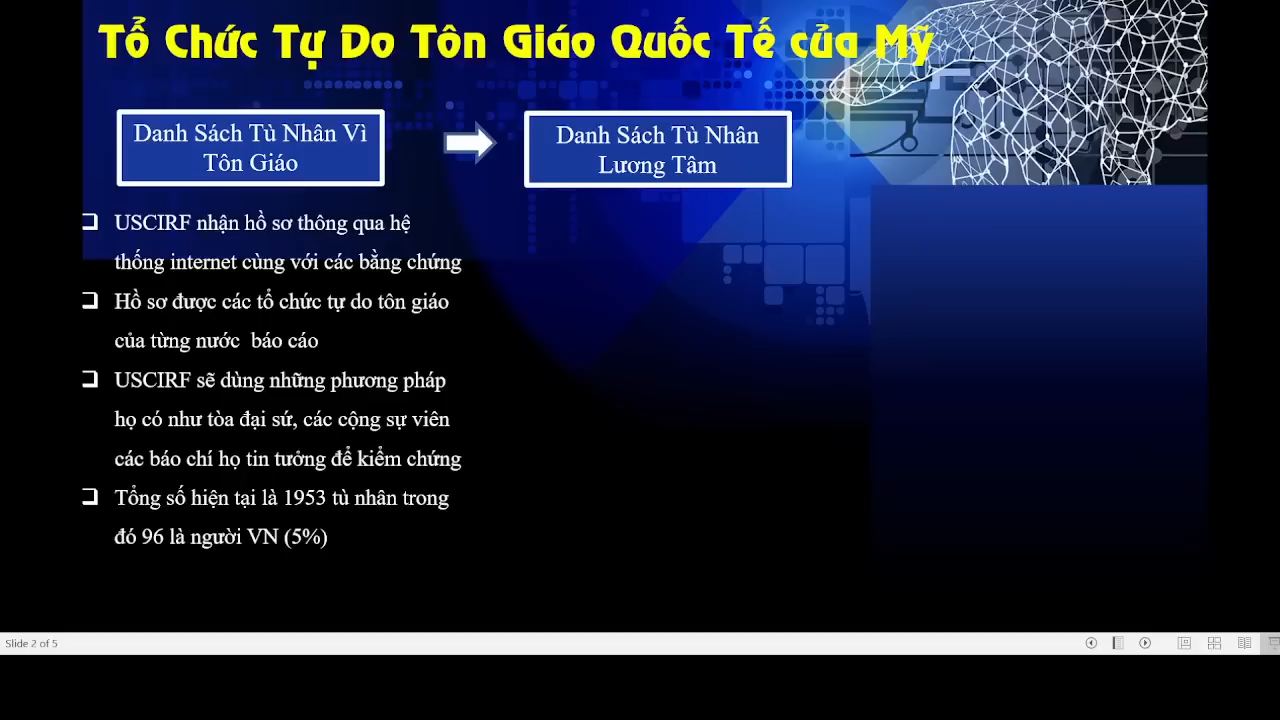 Tổ Chức Tự Do Tôn Giáo Quốc Tế của Mỹ
Danh Sách Tù Nhân Vì
Tôn Giáo
Danh Sách Tù Nhân
Lương Tâm
USCIRF nhận hồ sơ thông qua hệ
thống internet cùng với các bằng chứng
Hồ sơ được các tổ chức tự do tôn giáo
của từng nước báo cáo
USCIRF sẽ dùng những phương pháp
họ có như tòa đại sứ, các cộng sự viên
các báo chí họ tin tưởng để kiểm chứng
Tổng số hiện tại là 1953 tù nhân trong
đó 96 là người VN (5%)
Slide 2 of 5